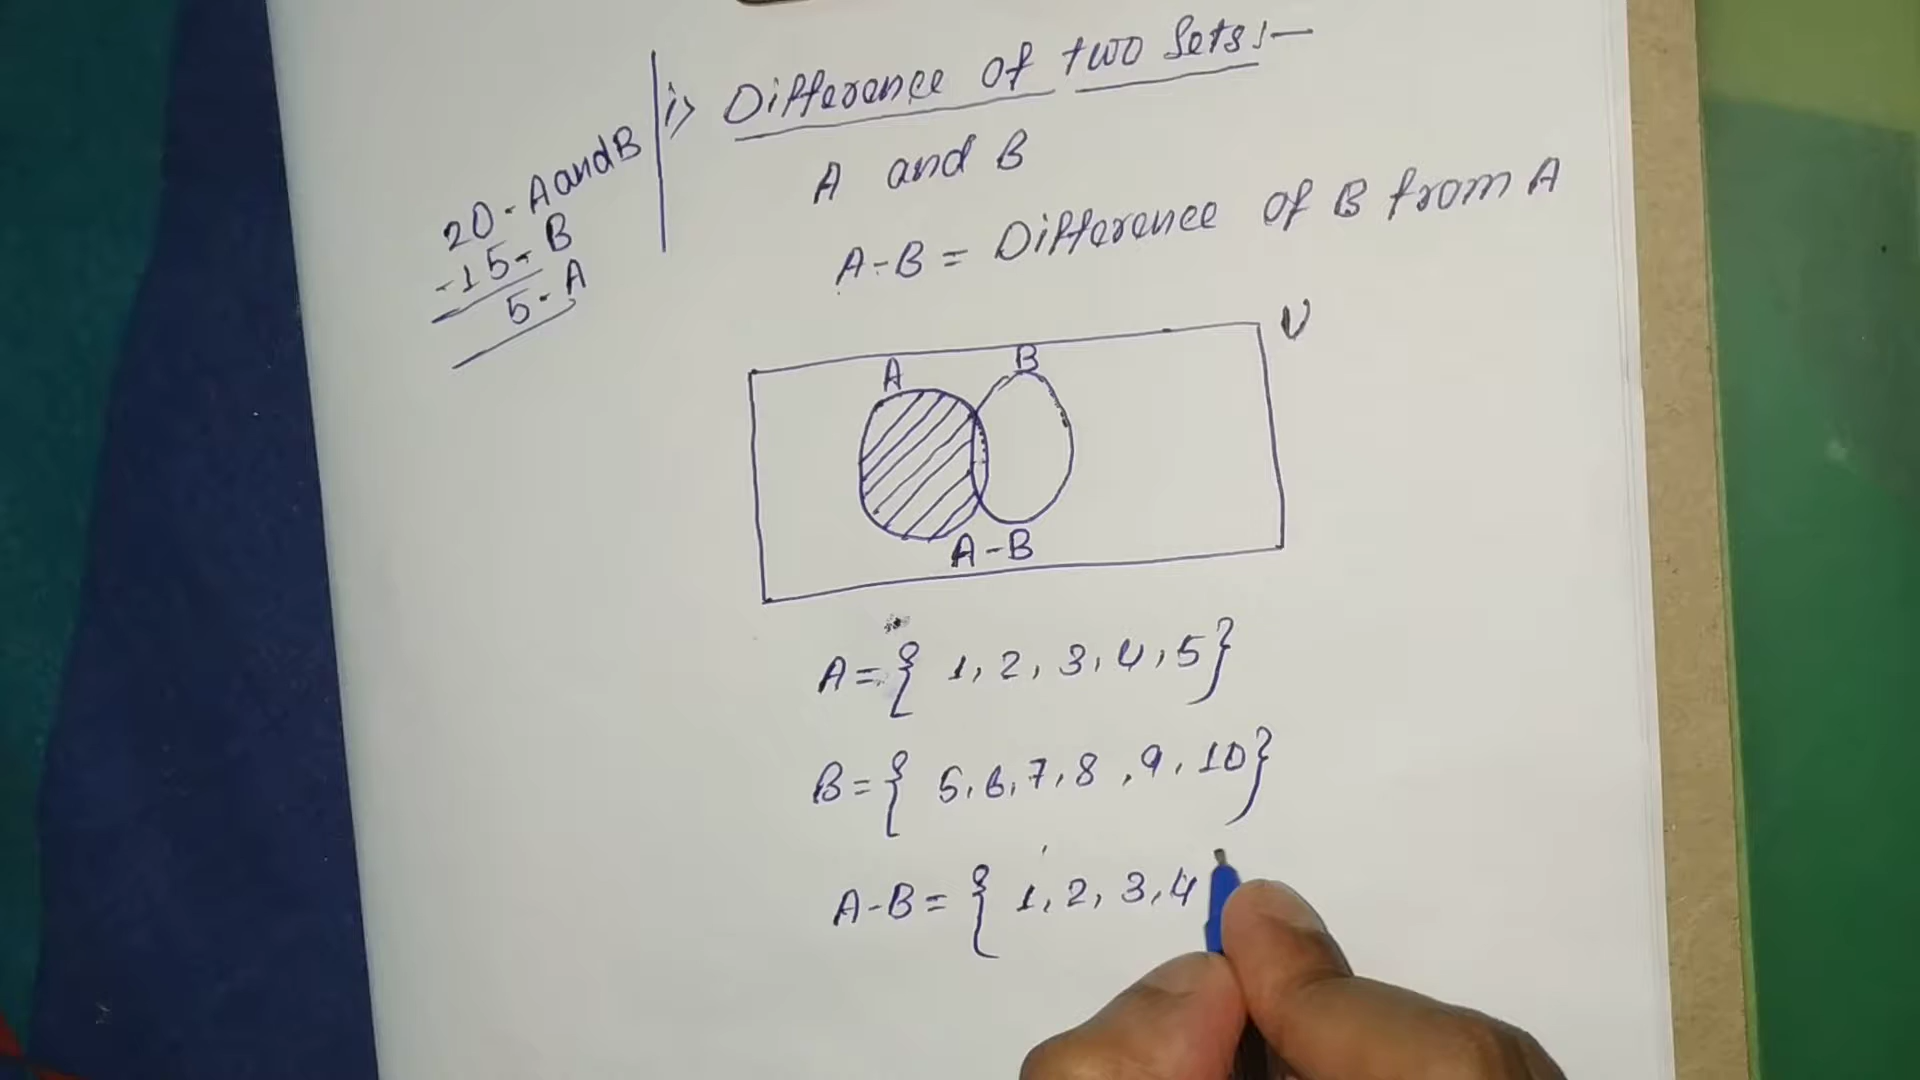 20 - A and B
- 15 - B
5 - A
i> Difference of two Sets :-
A and B
A - B = Difference of B from A
U
A
B
A - B
A = { 1, 2, 3, 4, 5}
B = { 5, 6, 7, 8, 9, 10}
A - B = { 1, 2, 3, 4